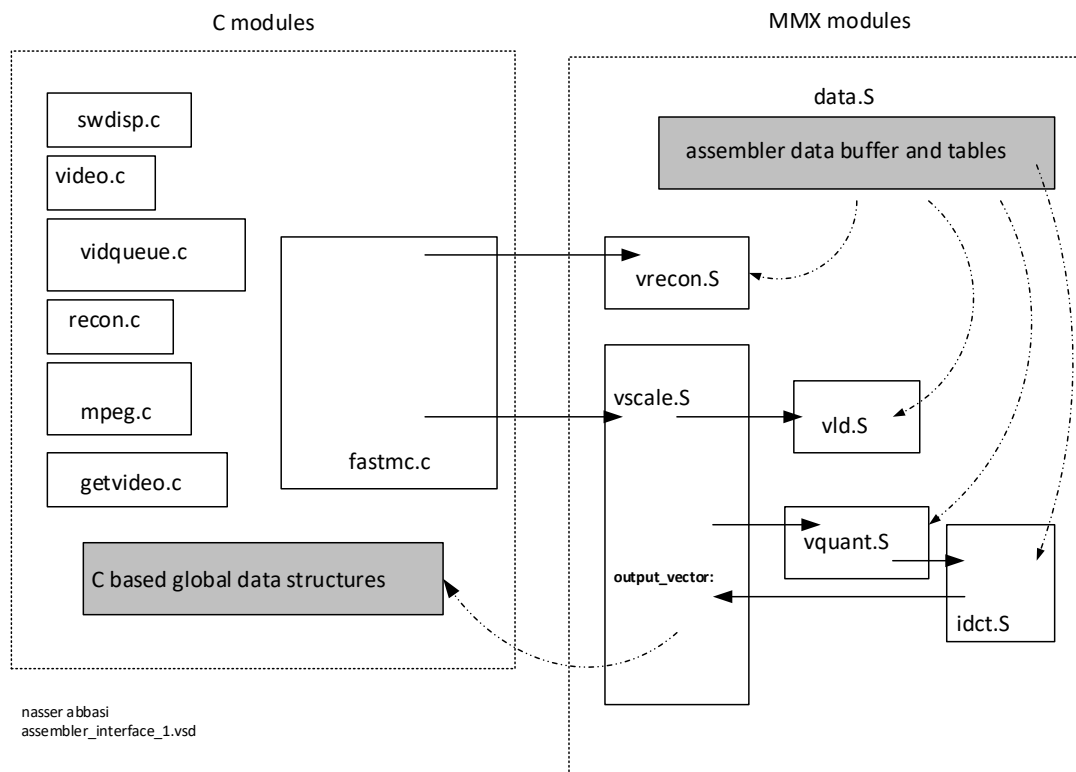 C modules
MMX modules
swdisp.c
video.c
vidqueue.c
recon.c
mpeg.c
getvideo.c
fastmc.c
C based global data structures
data.S
assembler data buffer and tables
vrecon.S
vscale.S
vld.S
vquant.S
output_vector:
idct.S
nasser abbasi
assembler_interface_1.vsd